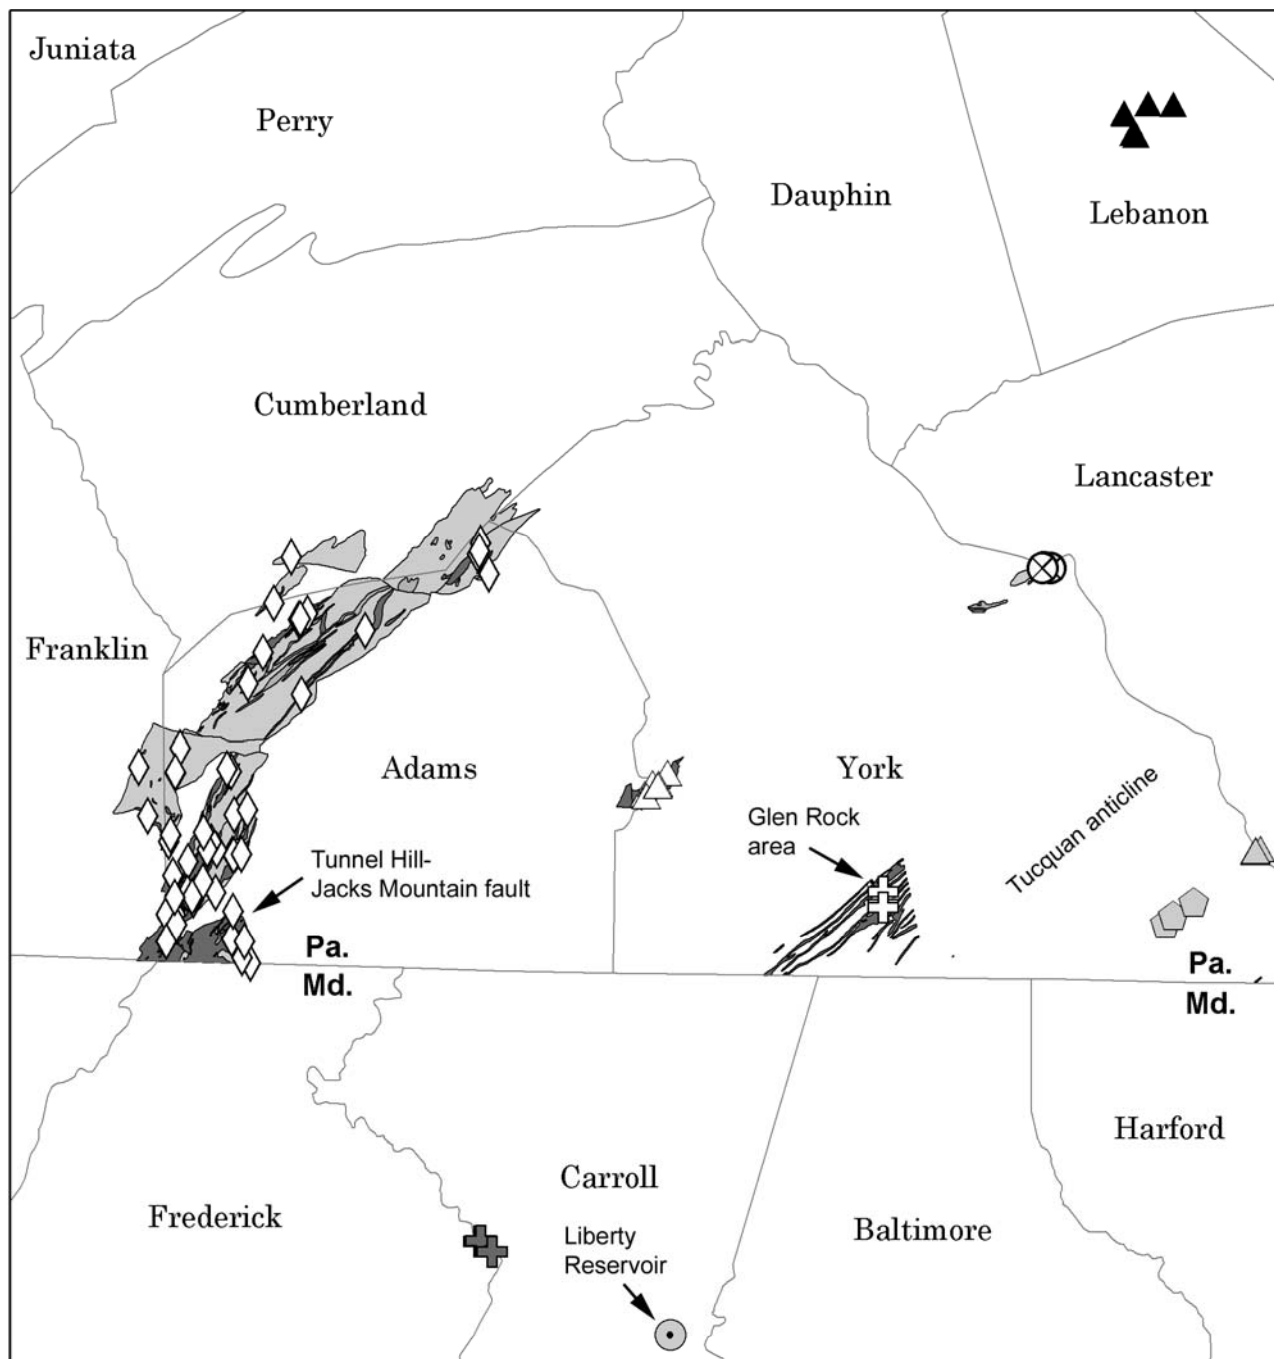 Juniata
Perry
Dauphin
Lebanon
Cumberland
Lancaster
Franklin
Adams
York
Glen Rock
area
Tucquan anticline
Tunnel Hill-
Jacks Mountain fault
Pa.
Md.
Pa.
Md.
Harford
Carroll
Frederick
Baltimore
Liberty
Reservoir